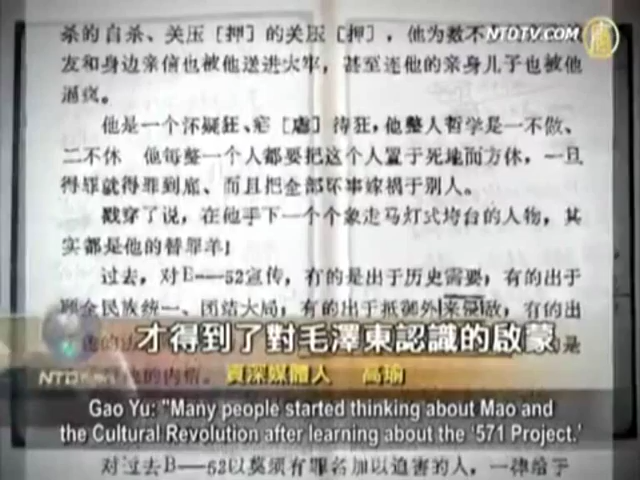 NTDTV.COM
杀的自杀、关压［押］的关压［押］，他为数不
友和身边亲信也被他送进大牢，甚至连他的亲身儿子也被他
逼疯。
他是一个怀疑狂、疟［虐］待狂，他整人哲学是一不做、
二不休 他每整一个人都要把这个人置于死地而方休，一旦
得罪就得罪到底、而且把全部坏事嫁祸于别人。
戳穿了说，在他手下一个个象走马灯式垮台的人物，其
实都是他的替罪羊！
过去，对B—52宣传，有的是出于历史需要；有的出于
顾全民族统一、团结大局；有的出于抵御外来侵敌，有的出
才得到了對毛澤東認識的啟蒙
是
NTD
資深媒體人 高瑜
Gao Yu: "Many people started thinking about Mao and
the Cultural Revolution after learning about the '571 Project.'
对过去B—52以莫须有罪名加以迫害的人，一律给于